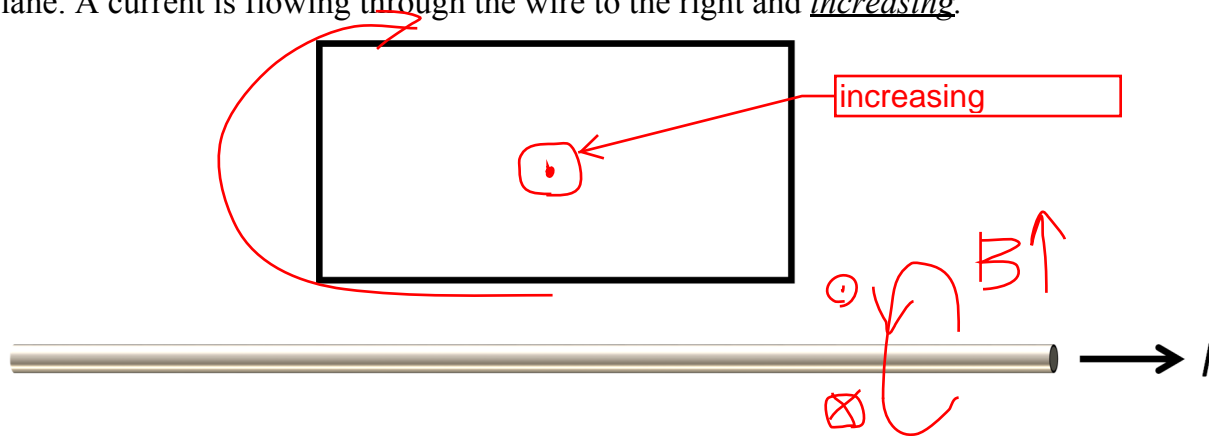 lane. A current is flowing through the wire to the right and increasing.
increasing
B
I